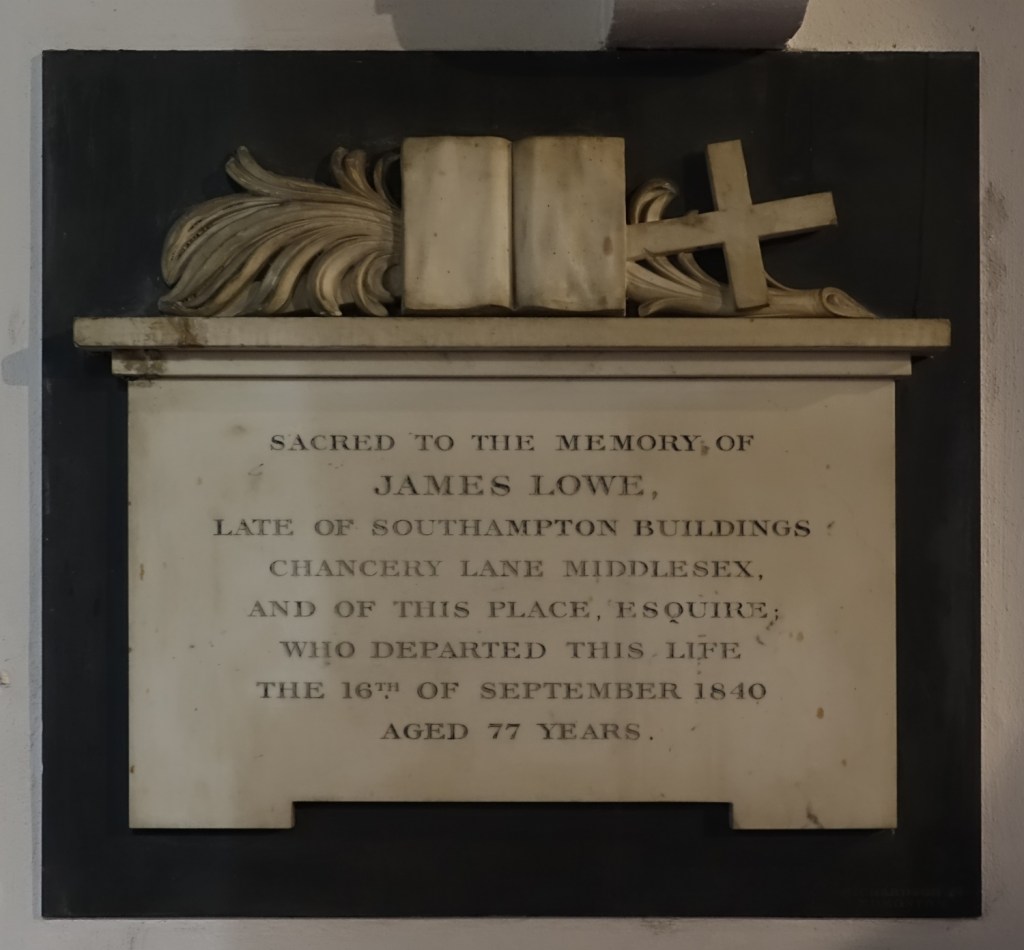 SACRED TO THE MEMORY OF
JAMES LOWE,
LATE OF SOUTHAMPTON BUILDINGS
CHANCERY LANE MIDDLESEX,
AND OF THIS PLACE, ESQUIRE;
WHO DEPARTED THIS LIFE
THE 16TH OF SEPTEMBER 1840
AGED 77 YEARS.